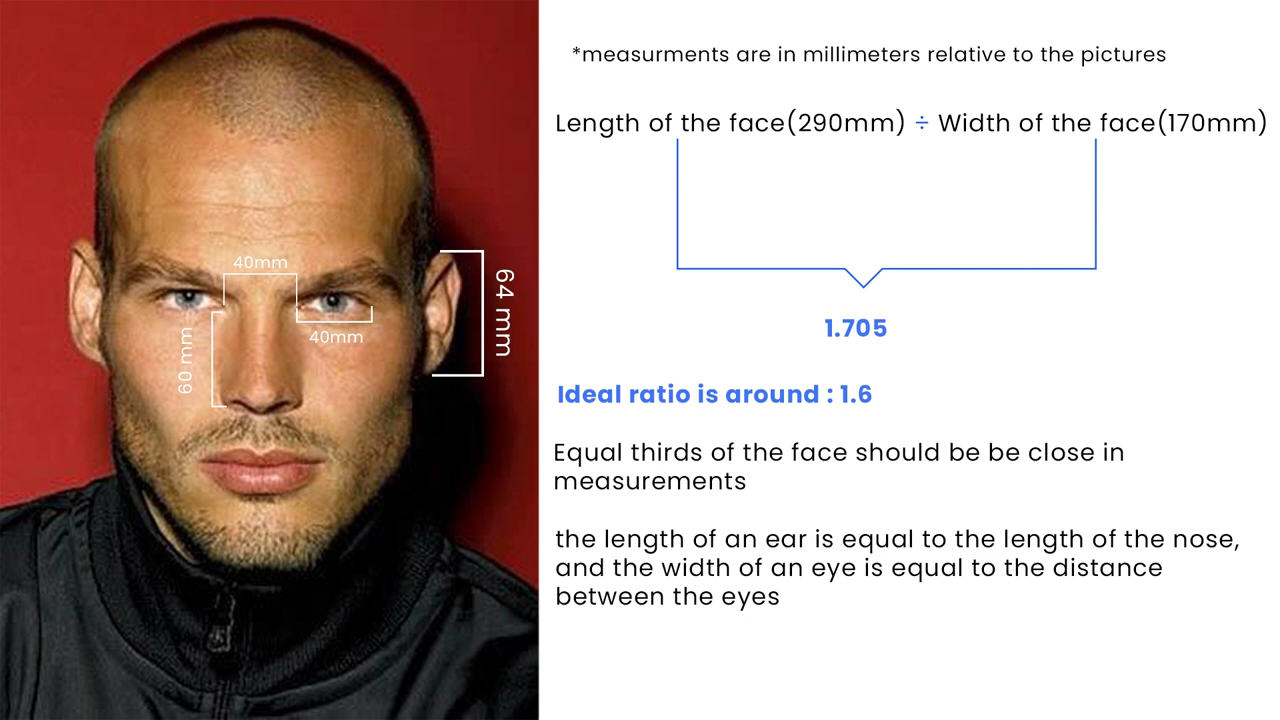 *measurments are in millimeters relative to the pictures
Length of the face(290mm) ÷ Width of the face(170mm)
40mm
64 mm
40mm
60 mm
1.705
Ideal ratio is around : 1.6
Equal thirds of the face should be be close in
measurements
the length of an ear is equal to the length of the nose,
and the width of an eye is equal to the distance
between the eyes